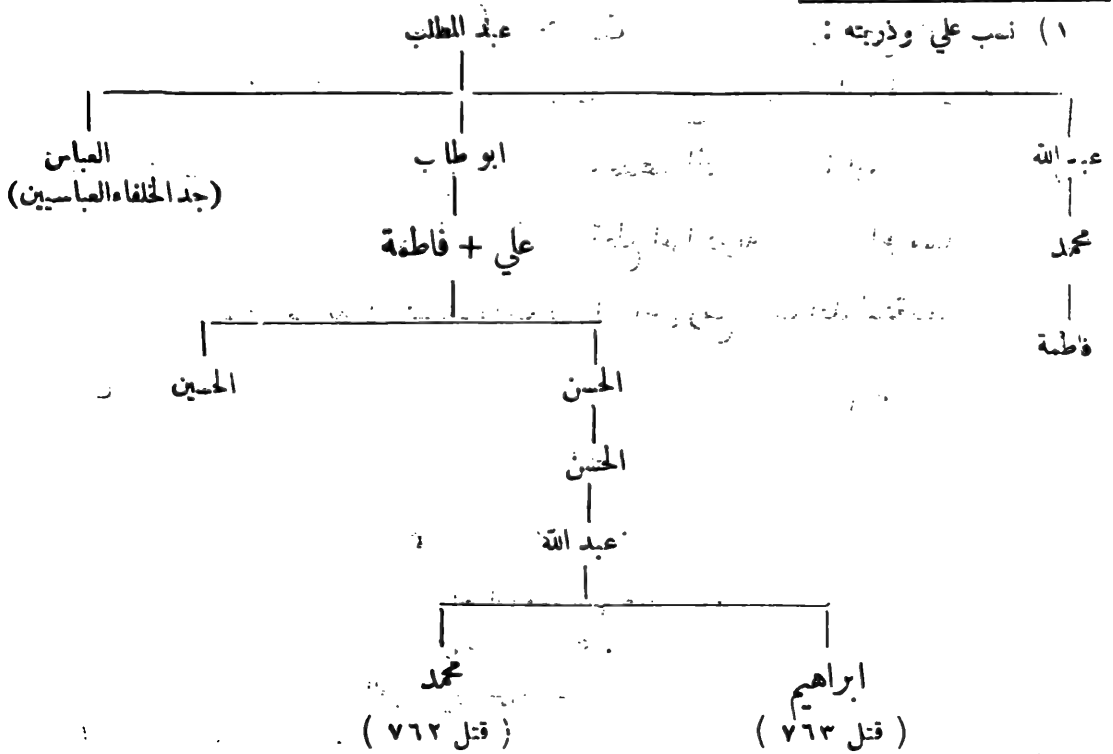 ١) نسب علي وذريته :
عبد المطلب
عبد الله
ابو طالب
العباس
(جد الخلفاء العباسيين)
محمد
علي + فاطمة
فاطمة
الحسن
الحسين
الحسن
عبد الله
ابراهيم
محمد
( قتل ٧٦٣ )
( قتل ٧٦٢ )